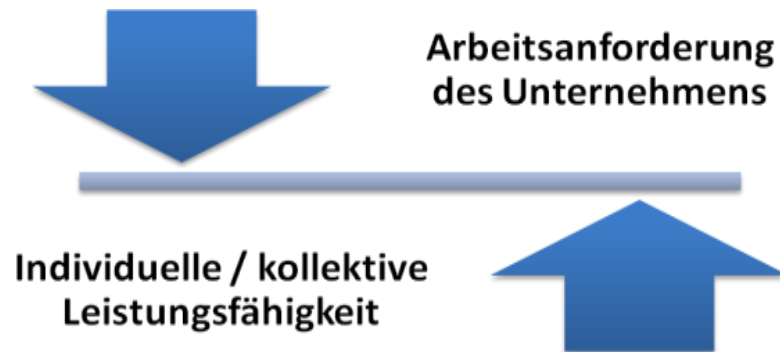 Arbeitsanforderung
des Unternehmens
Individuelle / kollektive
Leistungsfähigkeit